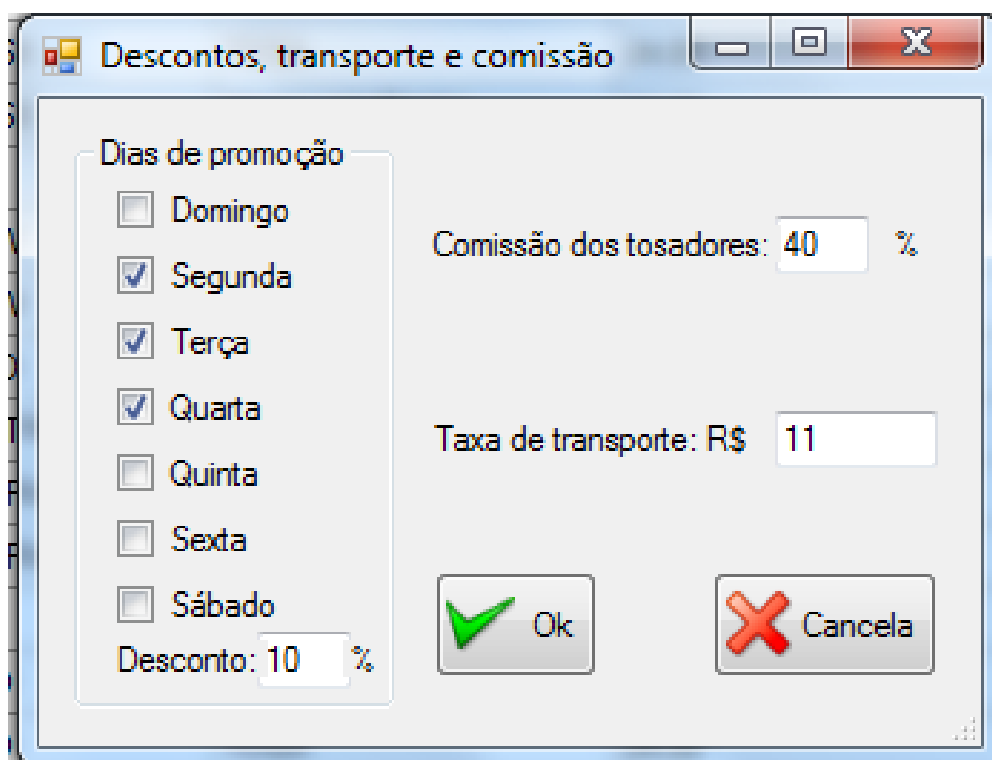 Descontos, transporte e comissão
Dias de promoção
Domingo
Segunda
Terça
Quarta
Quinta
Sexta
Sábado
Desconto: 10 %
Comissão dos tosadores: 40 %
Taxa de transporte: R$ 11
Ok
Cancela